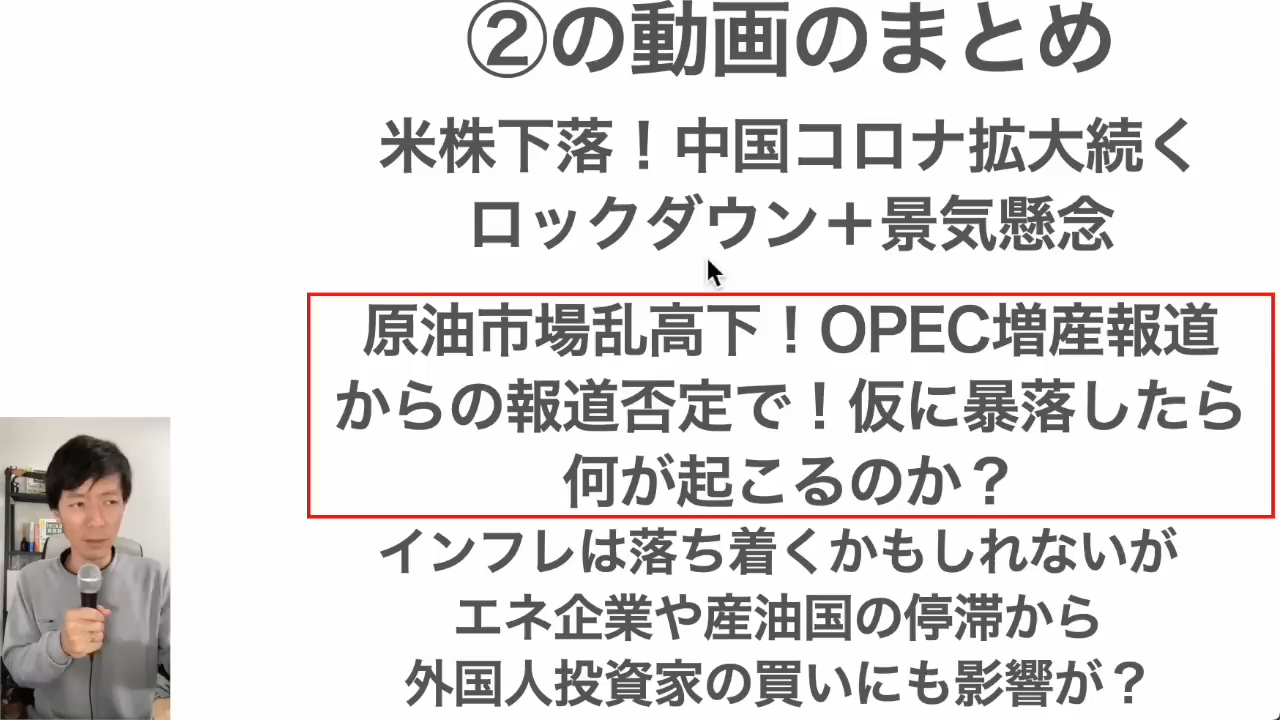 ②の動画のまとめ
米株下落！中国コロナ拡大続く
ロックダウン＋景気懸念
原油市場乱高下！OPEC増産報道
からの報道否定で！仮に暴落したら
何が起こるのか？
インフレは落ち着くかもしれないが
エネ企業や産油国の停滞から
外国人投資家の買いにも影響が？